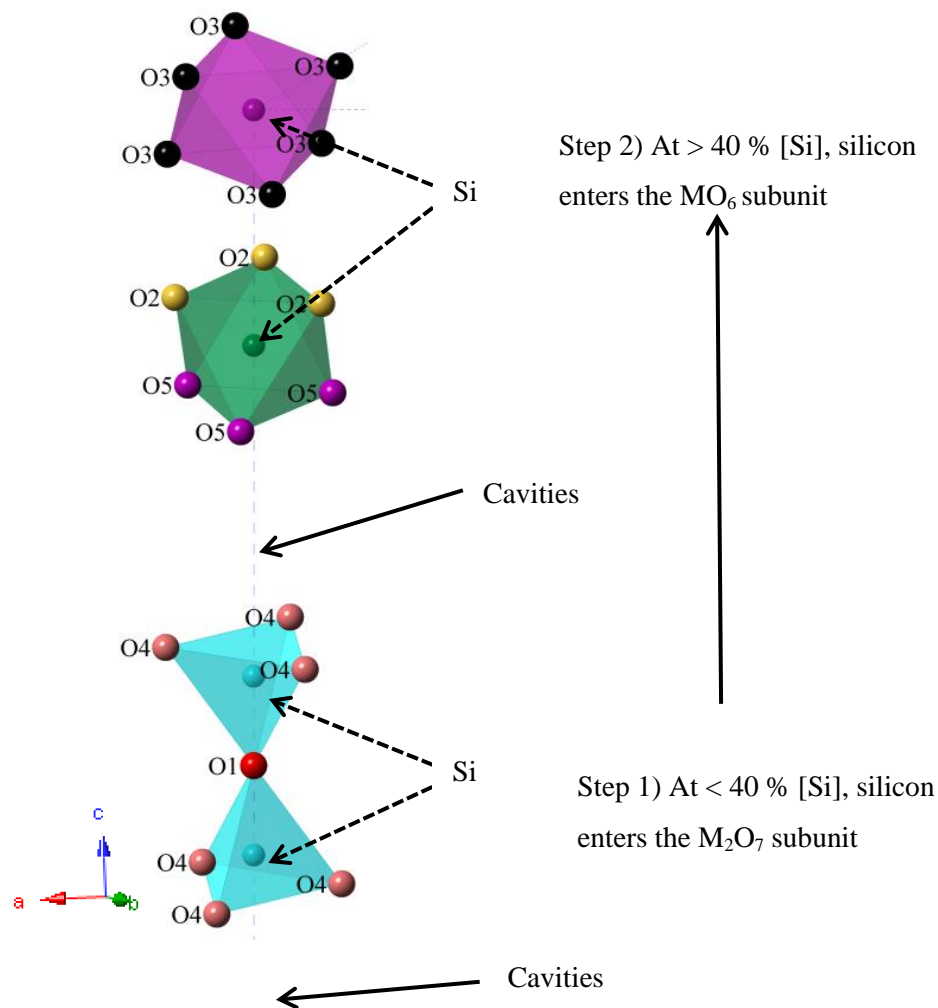 O3
O3
O3
O3
O3
O3
Si
Step 2) At > 40 % [Si], silicon
enters the MO₆ subunit
O2
O2
O2
O5
O5
O5
Cavities
O4
O4
O4
O1
Si
Step 1) At < 40 % [Si], silicon
enters the M₂O₇ subunit
c
a
b
O4
O4
O4
Cavities